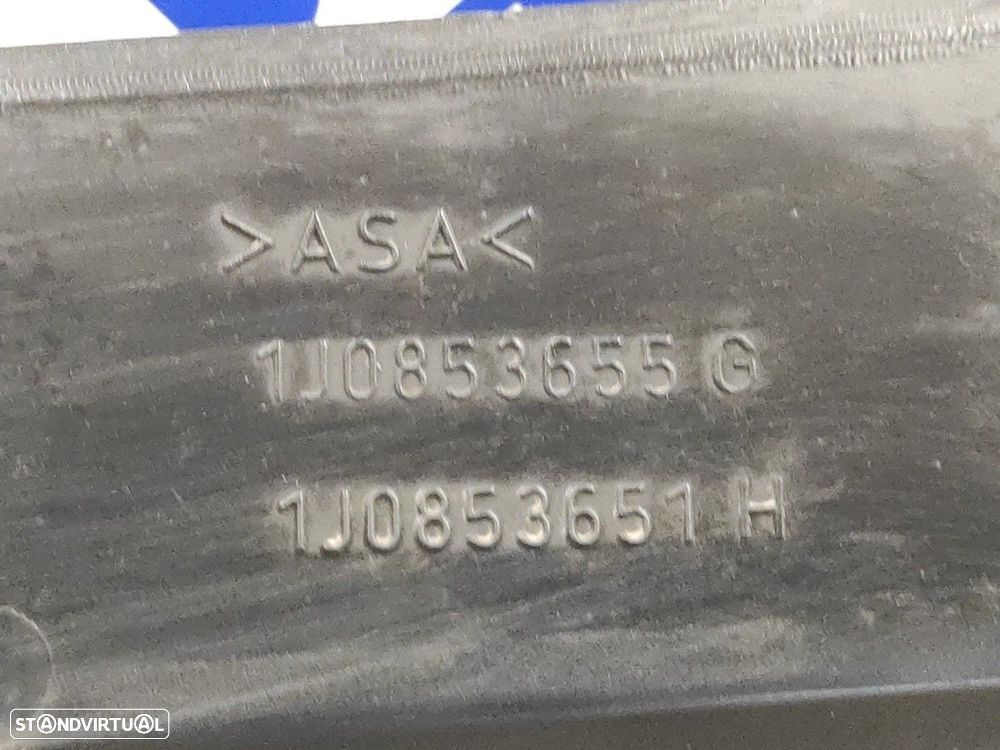 >ASA<
1J0853655 G
1J0853651 H
STANDVIRTUAL